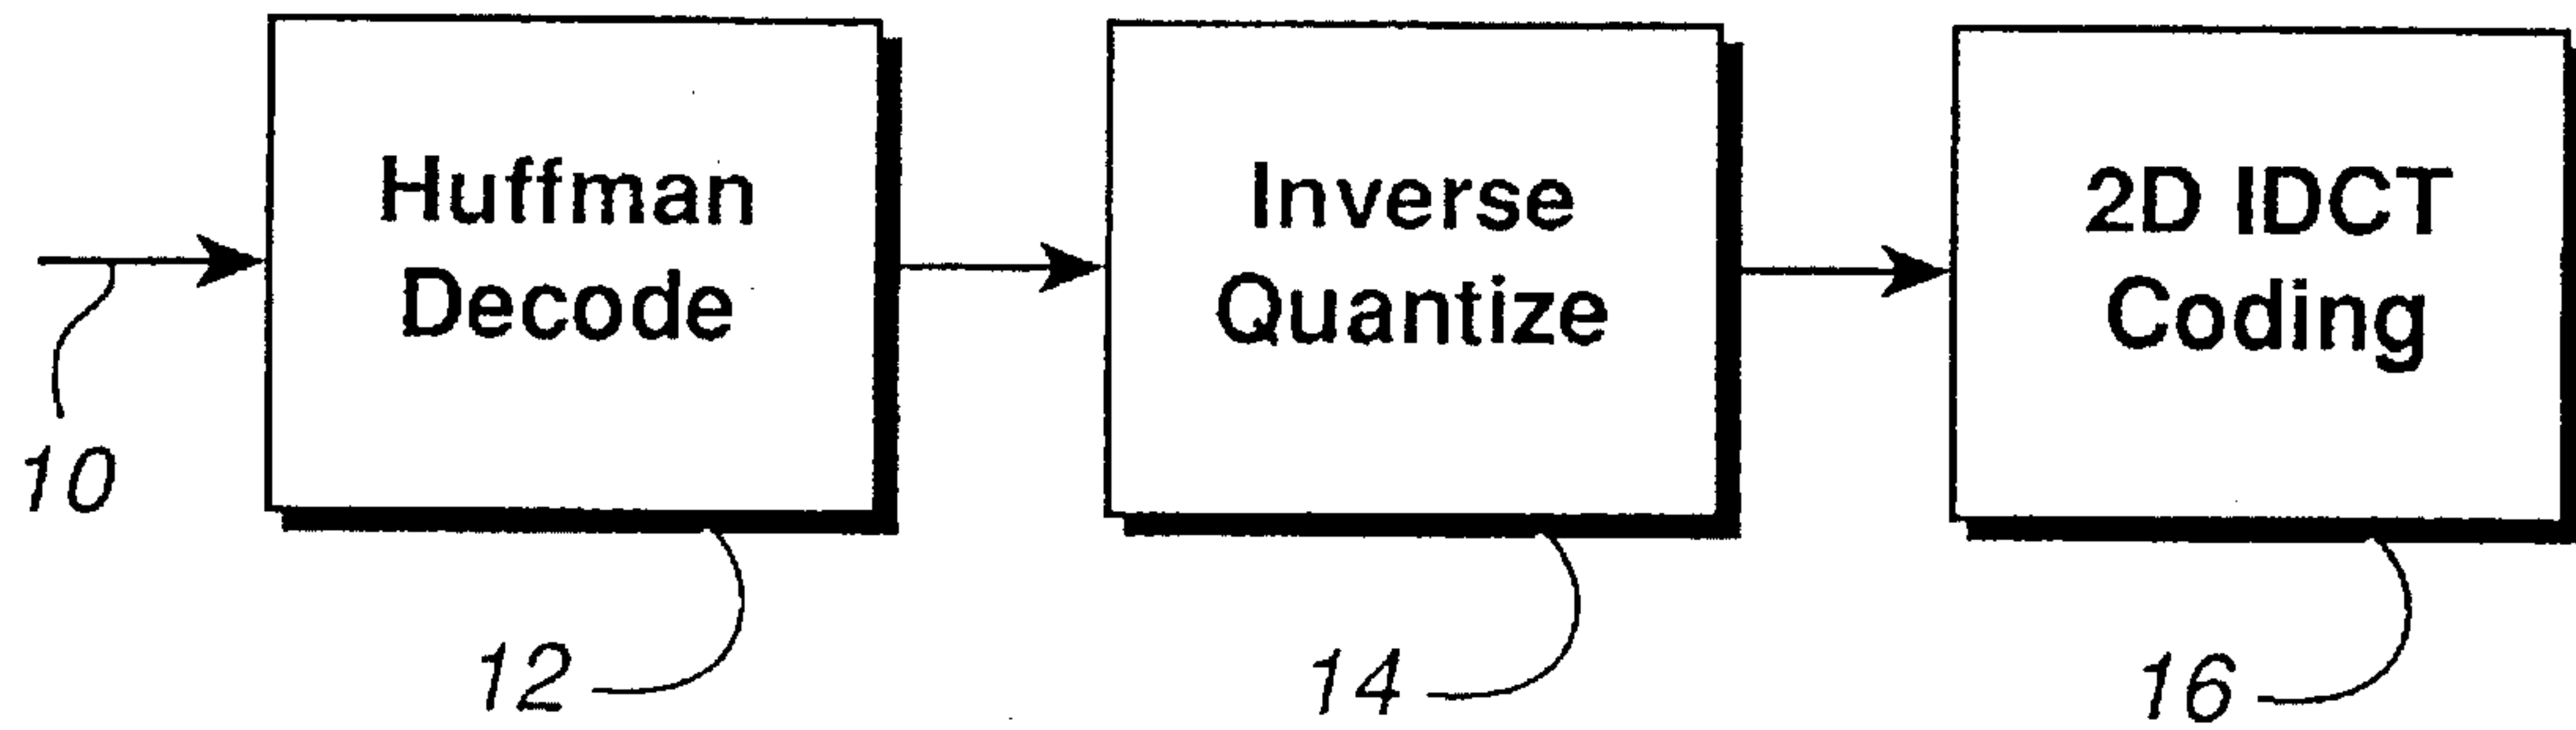 Huffman
Decode
Inverse
Quantize
2D IDCT
Coding
10
12
14
16